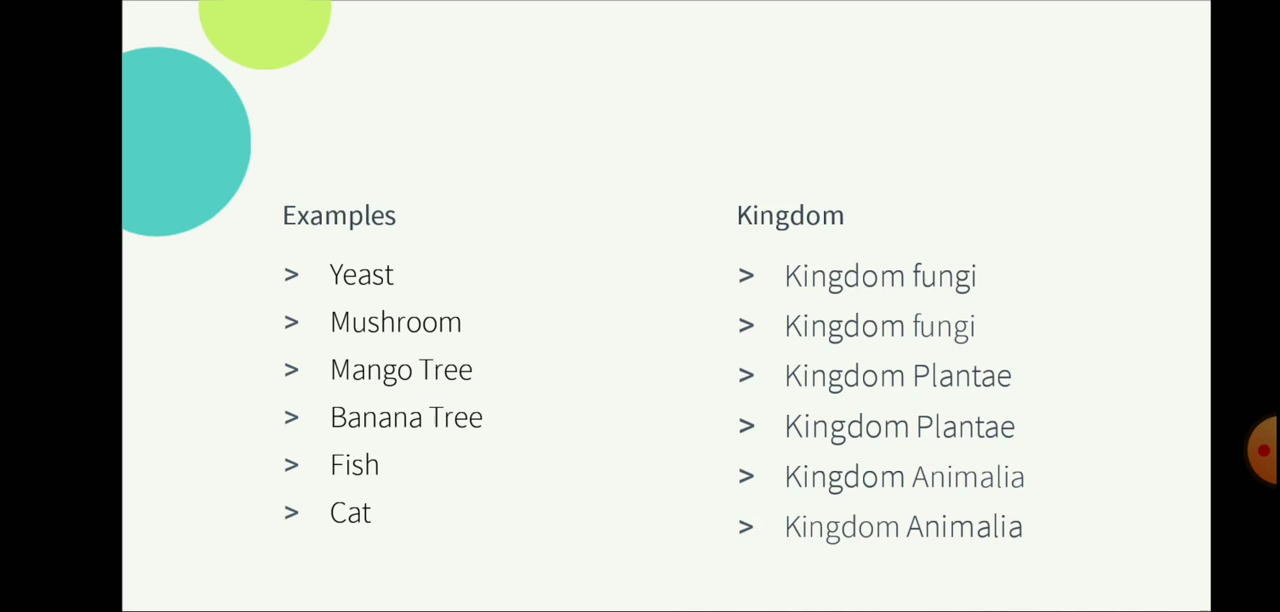 Examples
> Yeast
> Mushroom
> Mango Tree
> Banana Tree
> Fish
> Cat
Kingdom
> Kingdom fungi
> Kingdom fungi
> Kingdom Plantae
> Kingdom Plantae
> Kingdom Animalia
> Kingdom Animalia